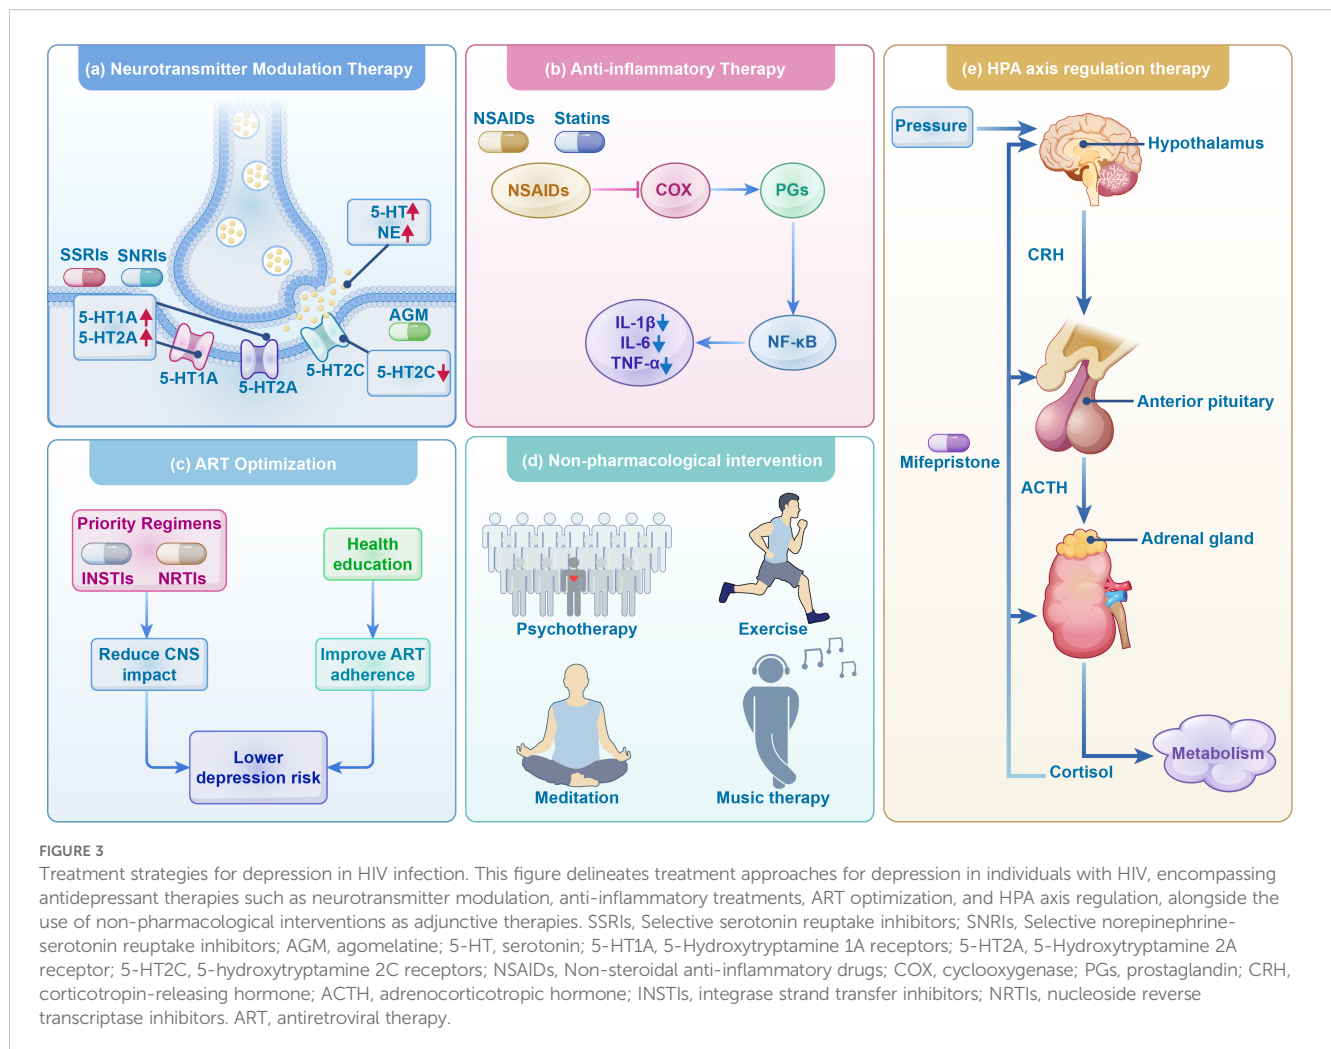 (a) Neurotransmitter Modulation Therapy
5-HT
NE
SSRIs
SNRIs
5-HT1A
5-HT2A
AGM
5-HT2C
5-HT1A
5-HT2A
5-HT2C
(b) Anti-inflammatory Therapy
NSAIDs
Statins
NSAIDs
COX
PGs
IL-1β
IL-6
TNF-α
NF-κB
(c) ART Optimization
Priority Regimens
INSTIs
NRTIs
Health
education
Reduce CNS
impact
Improve ART
adherence
Lower
depression risk
(d) Non-pharmacological intervention
Psychotherapy
Exercise
Meditation
Music therapy
(e) HPA axis regulation therapy
Pressure
Hypothalamus
CRH
Anterior pituitary
Mifepristone
ACTH
Adrenal gland
Metabolism
Cortisol
FIGURE 3
Treatment strategies for depression in HIV infection. This figure delineates treatment approaches for depression in individuals with HIV, encompassing
antidepressant therapies such as neurotransmitter modulation, anti-inflammatory treatments, ART optimization, and HPA axis regulation, alongside the
use of non-pharmacological interventions as adjunctive therapies. SSRIs, Selective serotonin reuptake inhibitors; SNRIs, Selective norepinephrine-
serotonin reuptake inhibitors; AGM, agomelatine; 5-HT, serotonin; 5-HT1A, 5-Hydroxytryptamine 1A receptors; 5-HT2A, 5-Hydroxytryptamine 2A
receptor; 5-HT2C, 5-hydroxytryptamine 2C receptors; NSAIDs, Non-steroidal anti-inflammatory drugs; COX, cyclooxygenase; PGs, prostaglandin; CRH,
corticotropin-releasing hormone; ACTH, adrenocorticotropic hormone; INSTIs, integrase strand transfer inhibitors; NRTIs, nucleoside reverse
transcriptase inhibitors. ART, antiretroviral therapy.